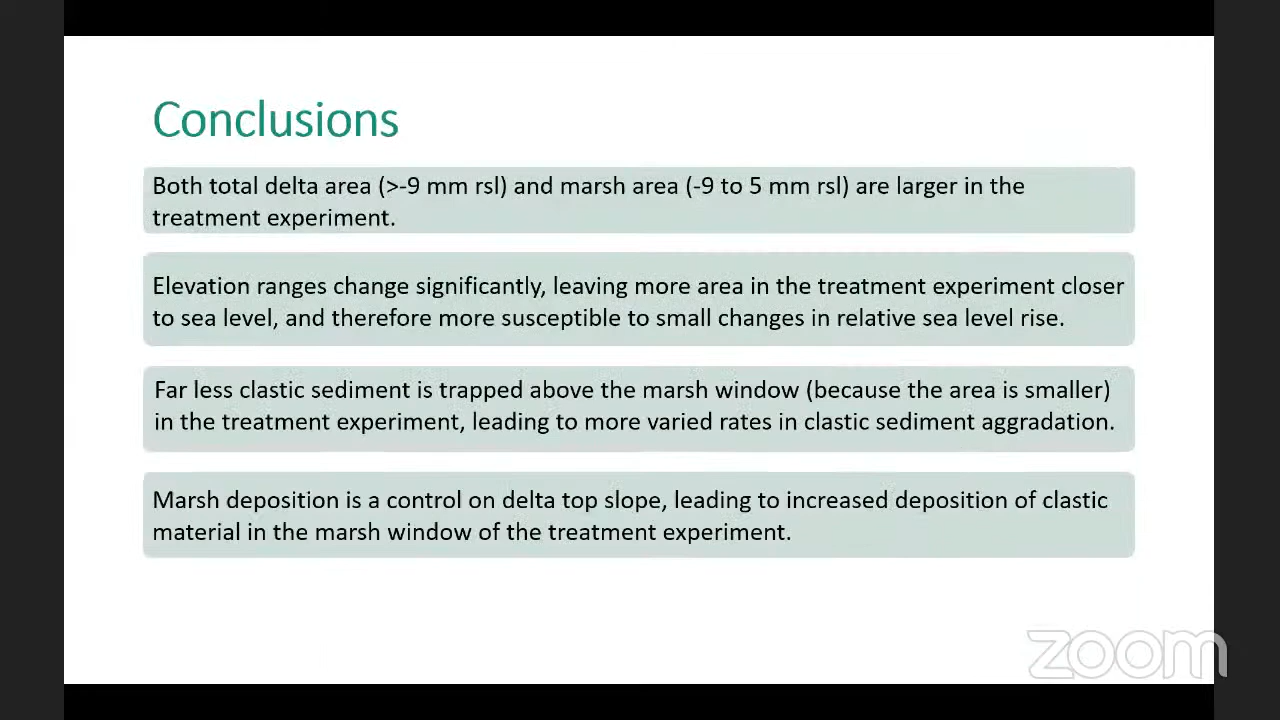 Conclusions
Both total delta area (>-9 mm rsl) and marsh area (-9 to 5 mm rsl) are larger in the
treatment experiment.
Elevation ranges change significantly, leaving more area in the treatment experiment closer
to sea level, and therefore more susceptible to small changes in relative sea level rise.
Far less clastic sediment is trapped above the marsh window (because the area is smaller)
in the treatment experiment, leading to more varied rates in clastic sediment aggradation.
Marsh deposition is a control on delta top slope, leading to increased deposition of clastic
material in the marsh window of the treatment experiment.
zoom